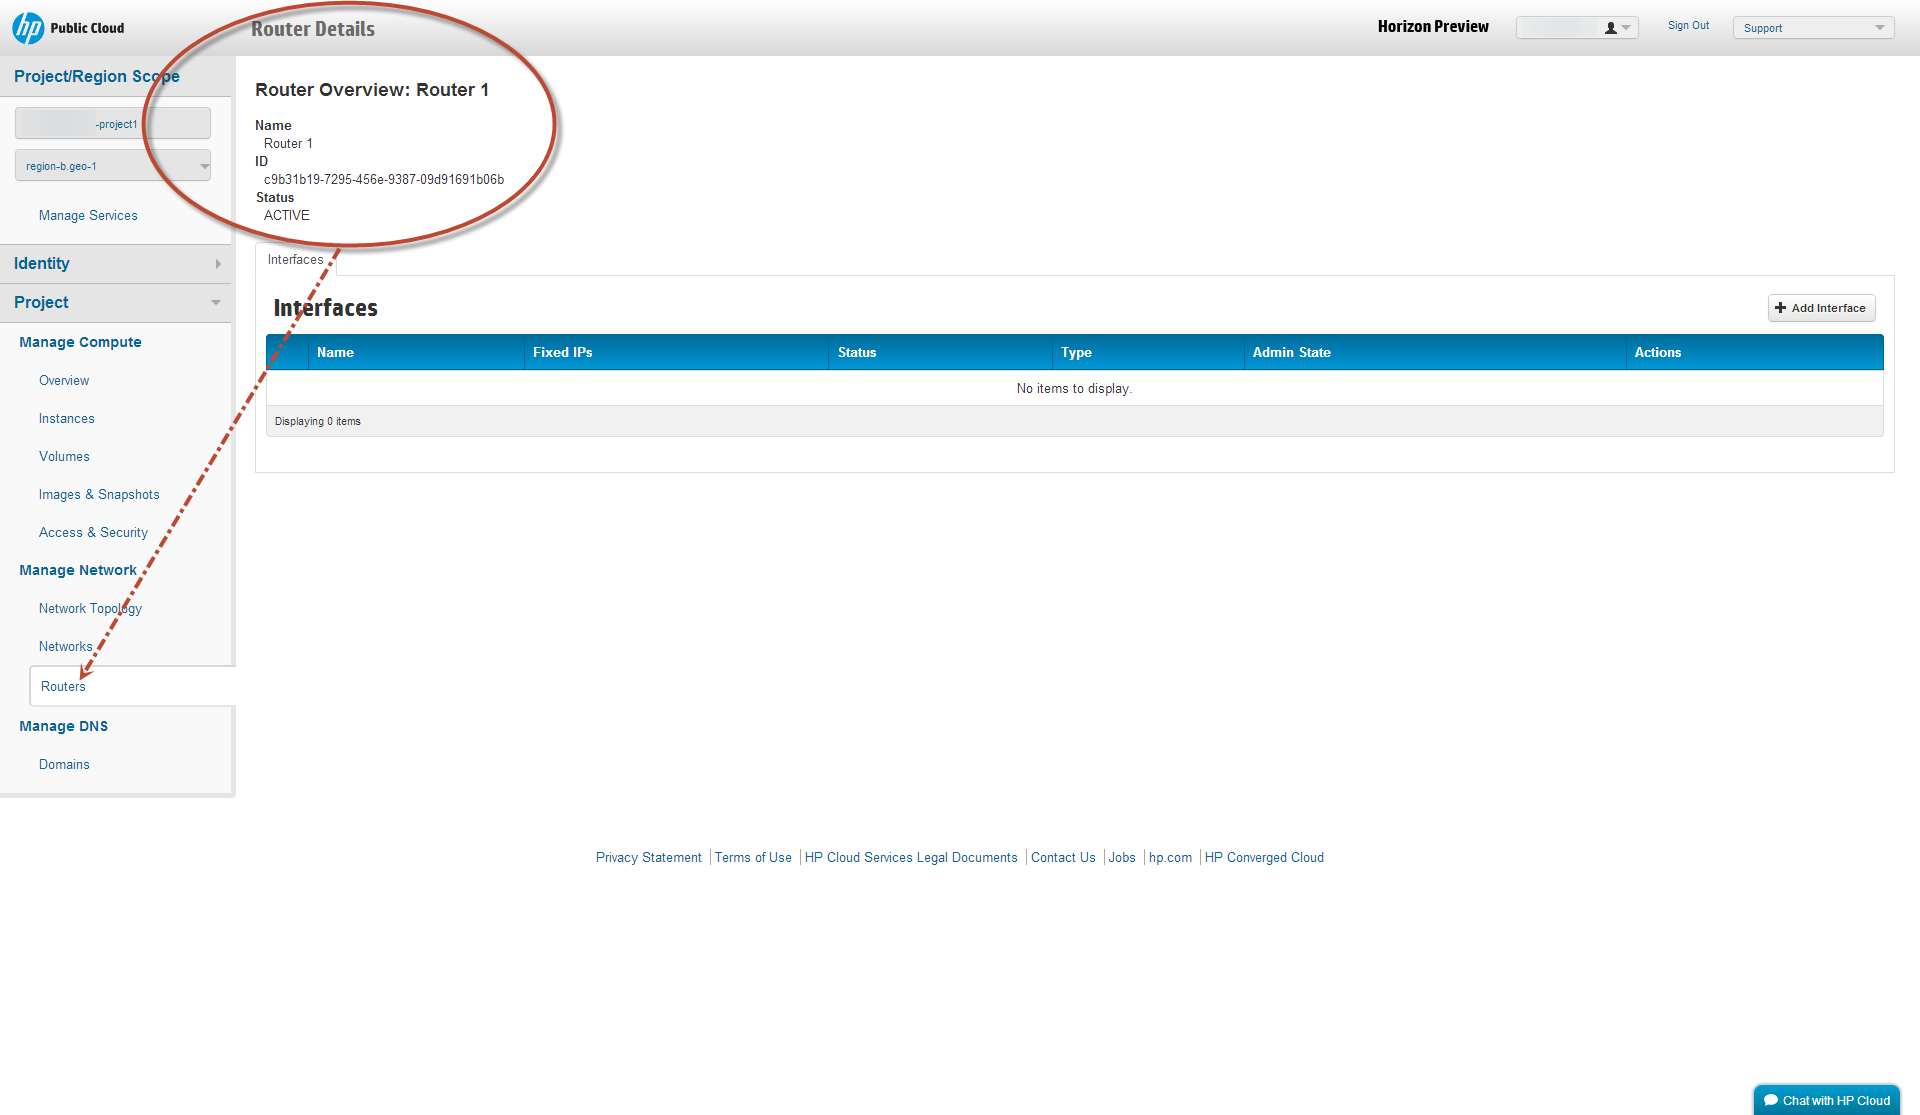 hp Public Cloud
Router Details
Horizon Preview
Sign Out
Support
Project/Region Scope
-project1
region-b.geo-1
Manage Services
Identity
Project
Manage Compute
Overview
Instances
Volumes
Images & Snapshots
Access & Security
Manage Network
Network Topology
Networks
Routers
Manage DNS
Domains
Router Overview: Router 1
Name
Router 1
ID
c9b31b19-7295-456e-9387-09d91691b06b
Status
ACTIVE
Interfaces
Interfaces
Add Interface
Name Fixed IPs Status Type Admin State Actions
No items to display.
Displaying 0 items
Privacy Statement Terms of Use HP Cloud Services Legal Documents Contact Us Jobs hp.com HP Converged Cloud
Chat with HP Cloud